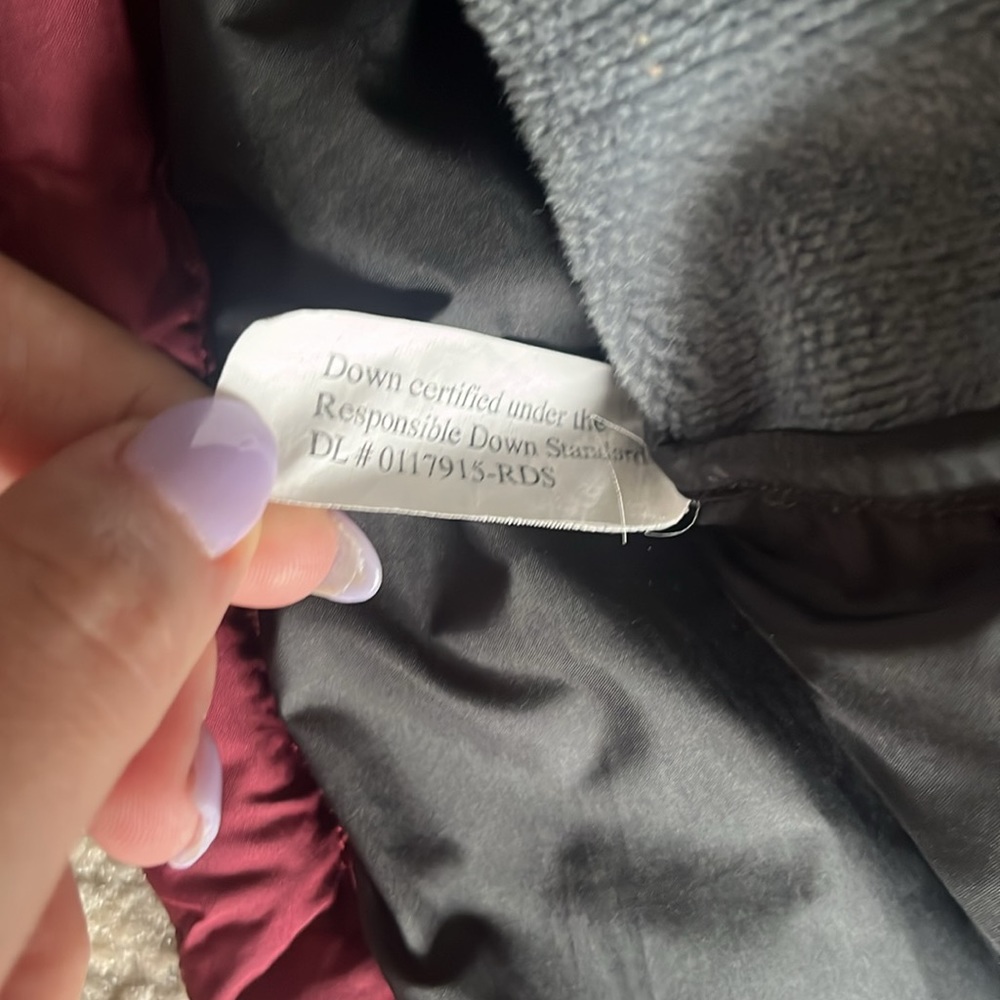 Down certified under the
Responsible Down Standard
DL # 0117915-RDS